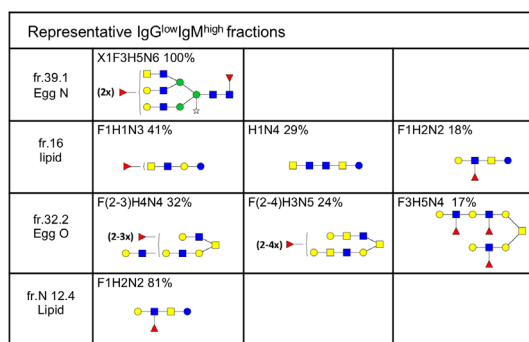 Representative IgGlowIgMhigh fractions
fr.39.1
Egg N
X1F3H5N6 100%
(2x)
fr.16
lipid
F1H1N3 41%
H1N4 29%
F1H2N2 18%
fr.32.2
Egg O
F(2-3)H4N4 32%
(2-3x)
F(2-4)H3N5 24%
(2-4x)
F3H5N4 17%
fr.N 12.4
Lipid
F1H2N2 81%